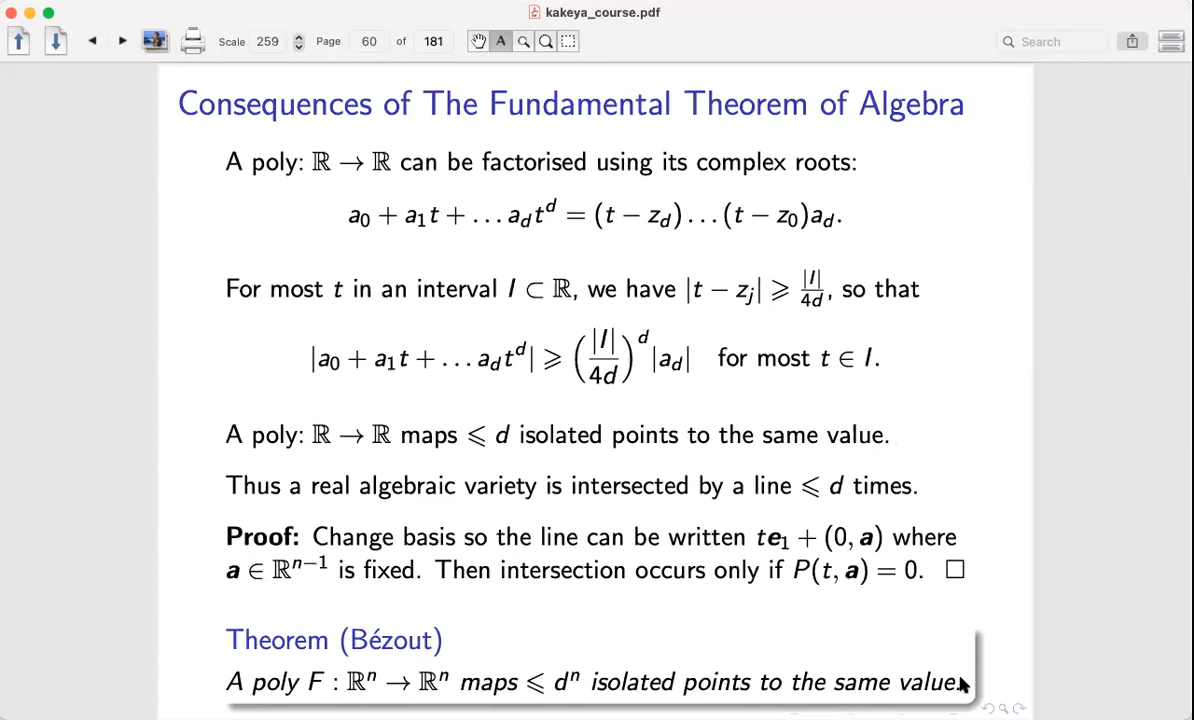 kakeya_course.pdf
Scale 259 Page 60 of 181 A Search
Consequences of The Fundamental Theorem of Algebra
A poly: ℝ → ℝ can be factorised using its complex roots:
a₀ + a₁t + … a_d t^d = (t − z_d) … (t − z₀)a_d.
For most t in an interval I ⊂ ℝ, we have |t − z_j| ⩾ |I|/4d, so that
|a₀ + a₁t + … a_d t^d| ⩾ (|I|/4d)^d |a_d| for most t ∈ I.
A poly: ℝ → ℝ maps ⩽ d isolated points to the same value.
Thus a real algebraic variety is intersected by a line ⩽ d times.
Proof: Change basis so the line can be written te₁ + (0, a) where
a ∈ ℝⁿ⁻¹ is fixed. Then intersection occurs only if P(t, a) = 0. □
Theorem (Bézout)
A poly F : ℝⁿ → ℝⁿ maps ⩽ dⁿ isolated points to the same value.